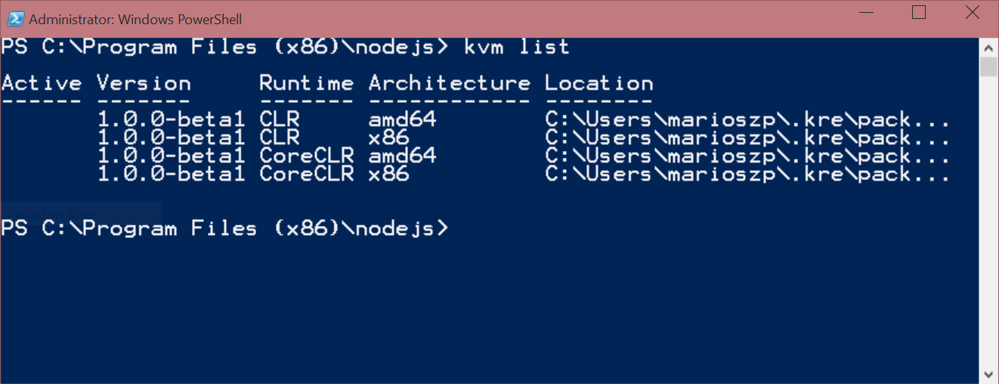 Administrator: Windows PowerShell
PS C:\Program Files (x86)\nodejs> kvm list
Active Version     Runtime Architecture Location
------ -------     ------- ------------ --------
       1.0.0-beta1 CLR     amd64        C:\Users\marioszp\.kre\pack...
       1.0.0-beta1 CLR     x86          C:\Users\marioszp\.kre\pack...
       1.0.0-beta1 CoreCLR amd64        C:\Users\marioszp\.kre\pack...
       1.0.0-beta1 CoreCLR x86          C:\Users\marioszp\.kre\pack...
Window Snip
PS C:\Program Files (x86)\nodejs>